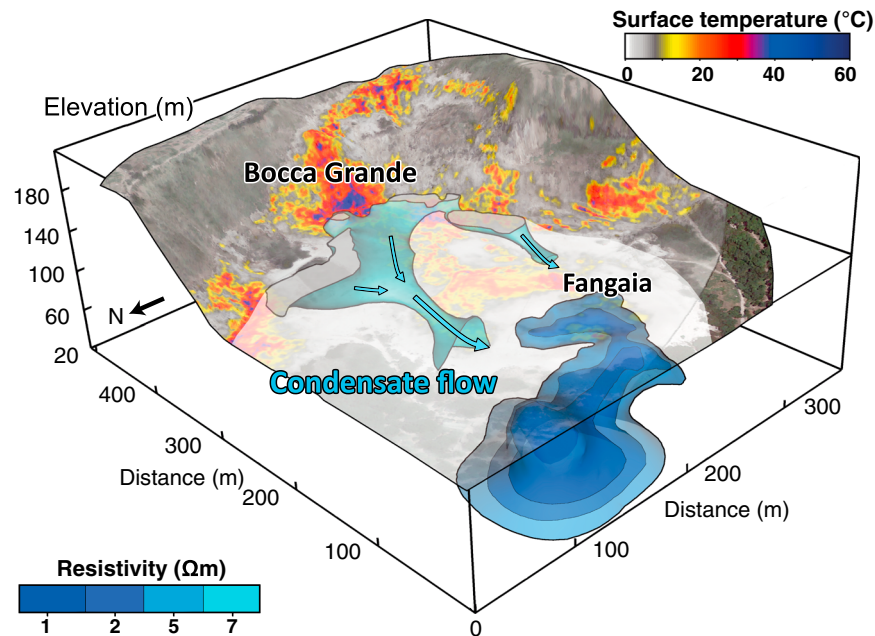 Surface temperature (°C)
0 20 40 60
Elevation (m)
Bocca Grande
180
140
100
60
20
N
Fangaia
Condensate flow
400
300
200
100
0
Distance (m)
300
200
100
Distance (m)
Resistivity (Ωm)
1 2 5 7